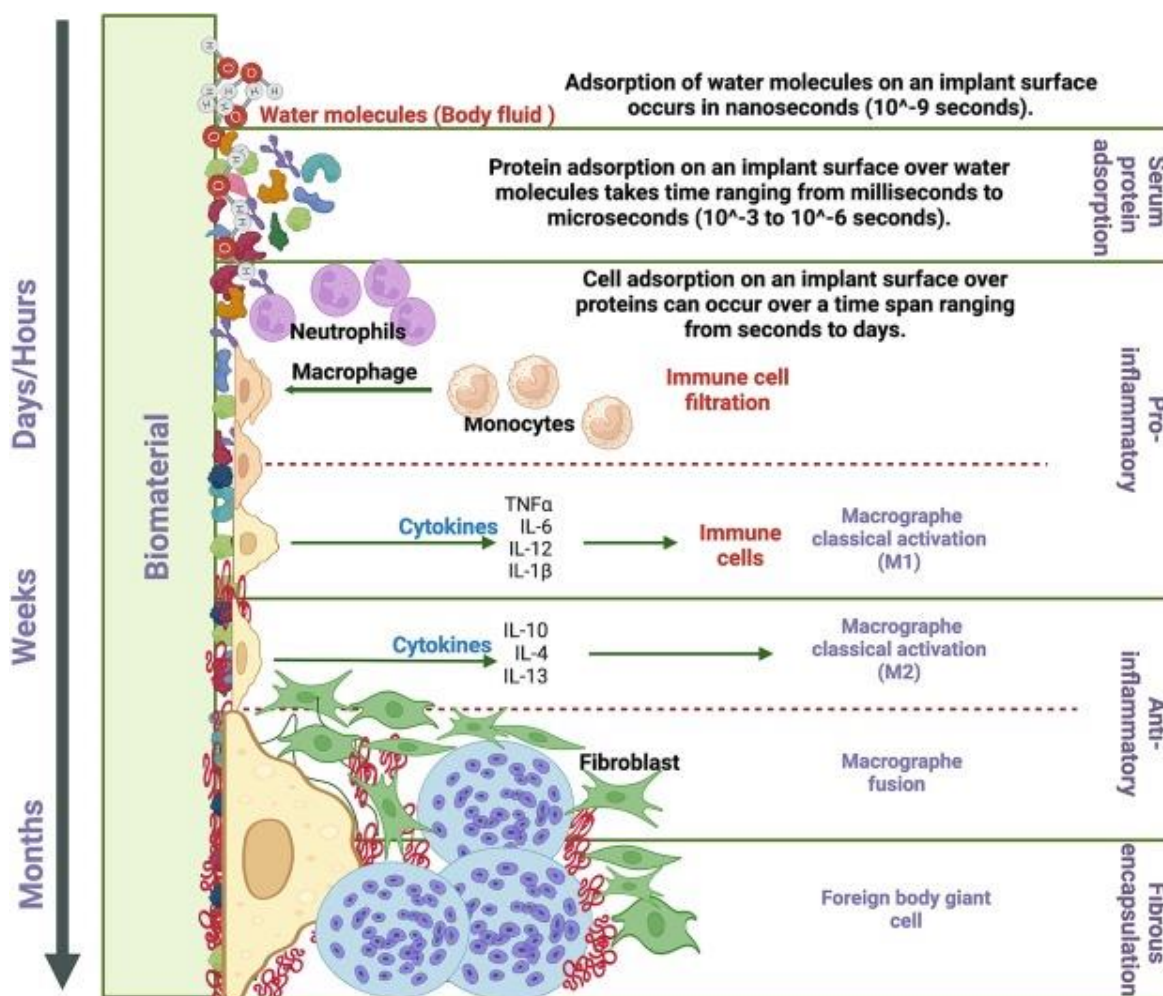 Adsorption of water molecules on an implant surface
occurs in nanoseconds (10^-9 seconds).
Water molecules (Body fluid )
Protein adsorption on an implant surface over water
molecules takes time ranging from milliseconds to
microseconds (10^-3 to 10^-6 seconds).
Serum
protein
adsorption
Cell adsorption on an implant surface over
proteins can occur over a time span ranging
from seconds to days.
Neutrophils
Macrophage
Monocytes
Immune cell
filtration
Pro-
inflammatory
Days/Hours
Biomaterial
Cytokines
TNFα
IL-6
IL-12
IL-1β
Immune
cells
Macrographe
classical activation
(M1)
Weeks
Cytokines
IL-10
IL-4
IL-13
Macrographe
classical activation
(M2)
Anti-
inflammatory
Fibroblast
Macrographe
fusion
Months
Foreign body giant
cell
Fibrous
encapsulation
O
O
H
H
H
H
O
O
H
O
H
H
O
H